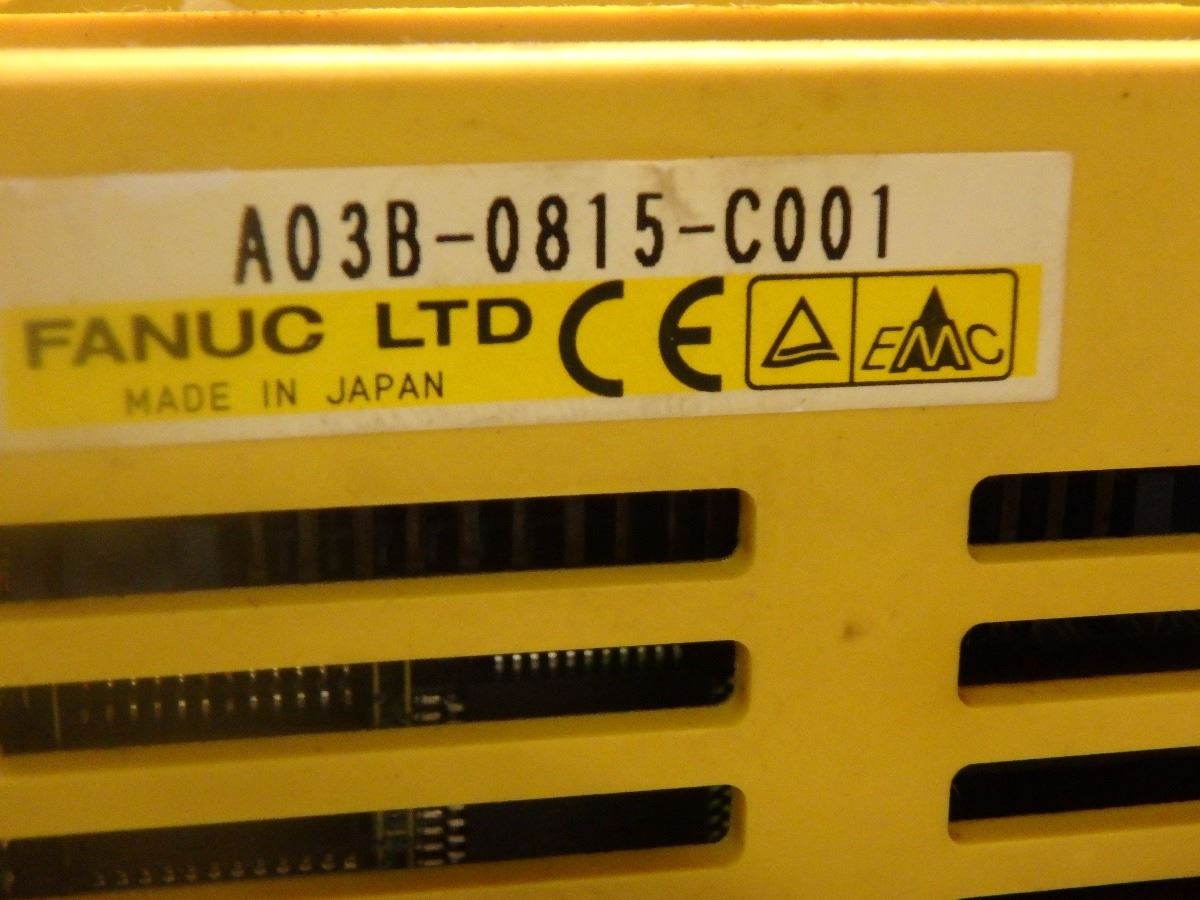 A03B-0815-C001
FANUC LTD CE EMC
MADE IN JAPAN